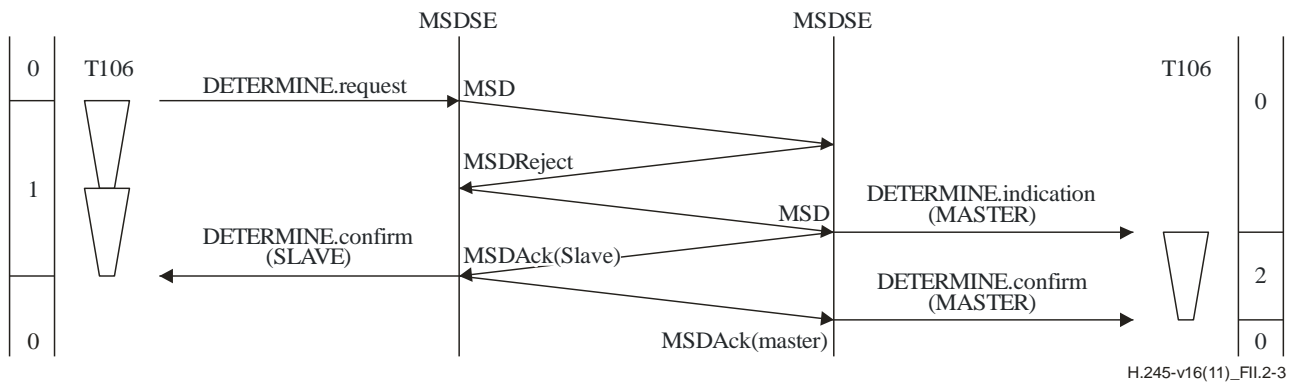 MSDSE
MSDSE
0
T106
T106
DETERMINE.request
MSD
0
MSDReject
1
DETERMINE.indication
(MASTER)
MSD
DETERMINE.confirm
(SLAVE)
MSDAck(Slave)
DETERMINE.confirm
(MASTER)
2
0
MSDAck(master)
0
H.245-v16(11)_FII.2-3